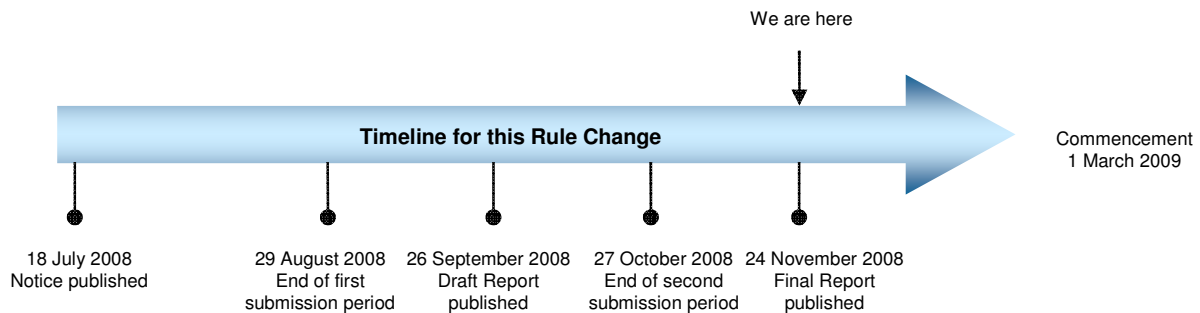 We are here
Timeline for this Rule Change
Commencement
1 March 2009
18 July 2008
Notice published
29 August 2008
End of first
submission period
26 September 2008
Draft Report
published
27 October 2008
End of second
submission period
24 November 2008
Final Report
published